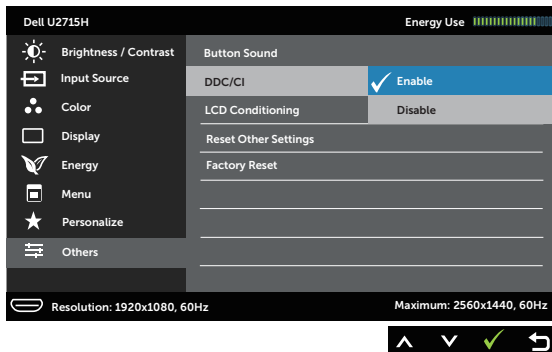 Dell U2715H
Energy Use
Brightness / Contrast
Input Source
Color
Display
Energy
Menu
Personalize
Others
Button Sound
DDC/CI
LCD Conditioning
Reset Other Settings
Factory Reset
Enable
Disable
Resolution: 1920x1080, 60Hz
Maximum: 2560x1440, 60Hz